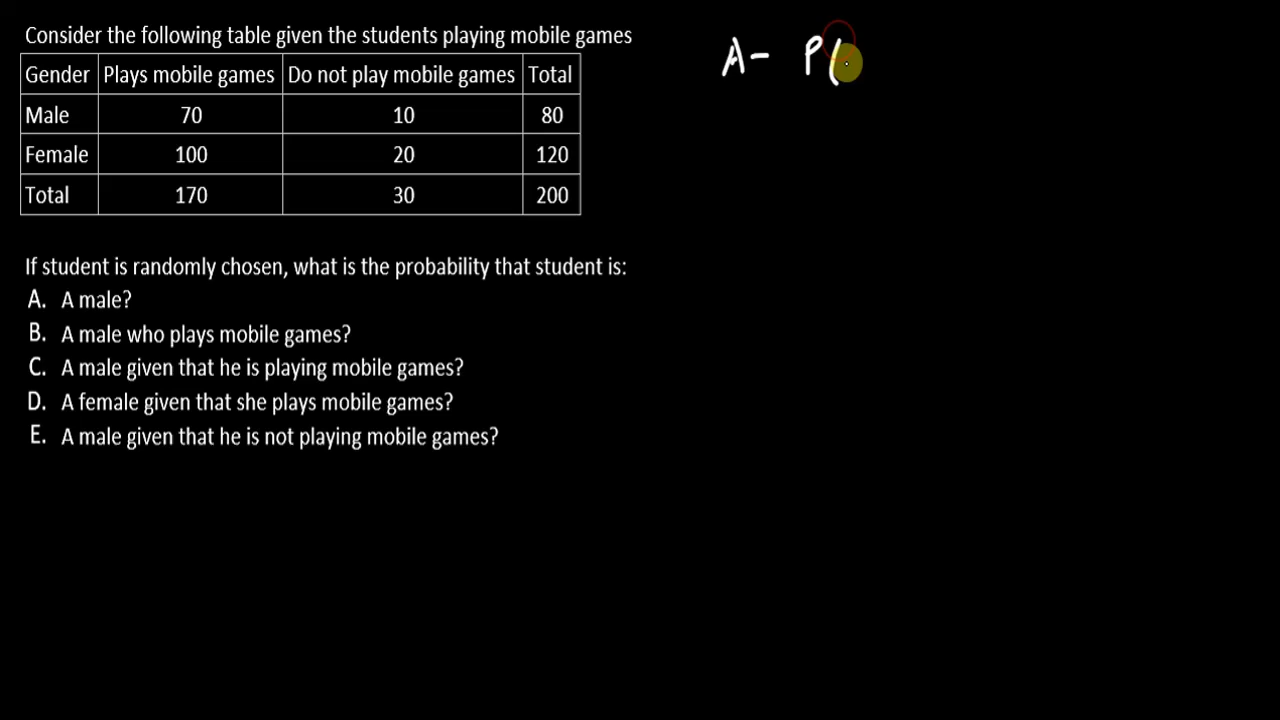 Consider the following table given the students playing mobile games
Gender Plays mobile games Do not play mobile games Total
Male 70 10 80
Female 100 20 120
Total 170 30 200
If student is randomly chosen, what is the probability that student is:
A. A male?
B. A male who plays mobile games?
C. A male given that he is playing mobile games?
D. A female given that she plays mobile games?
E. A male given that he is not playing mobile games?
A- P(